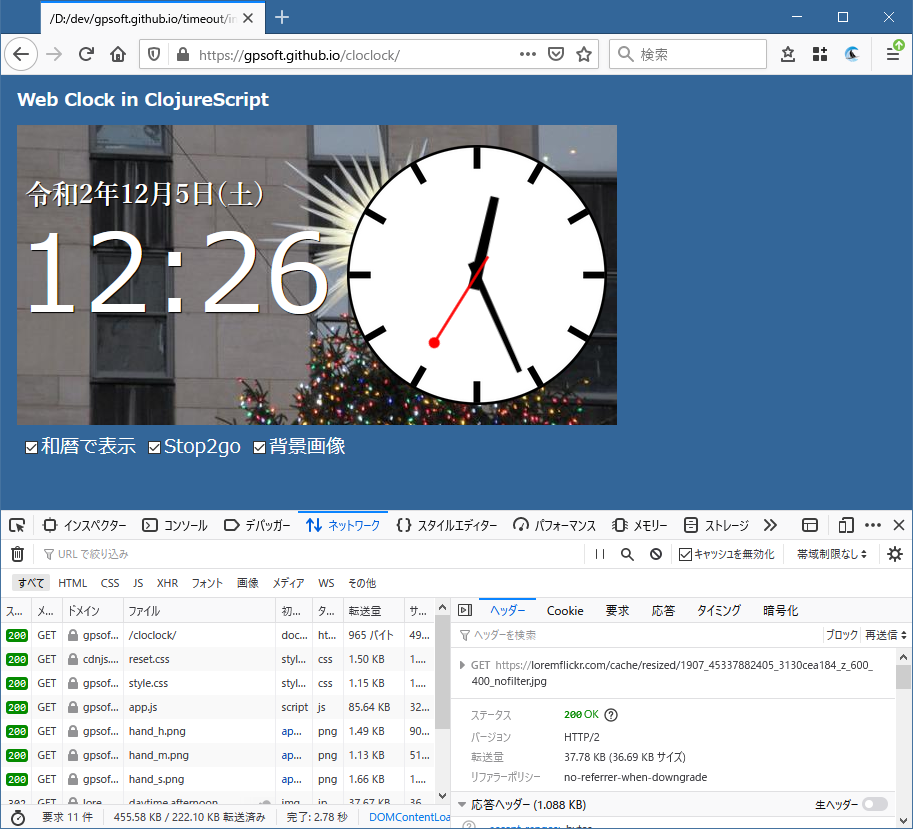 /D:/dev/gpsoft.github.io/timeout/in
https://gpsoft.github.io/cloclock/
検索
Web Clock in ClojureScript
令和2年12月5日(土)
12:26
和暦で表示 Stop2go 背景画像
インスペクター コンソール デバッガー ネットワーク スタイルエディター パフォーマンス メモリー ストレージ
URL で絞り込み キャッシュを無効化 帯域制限なし
すべて HTML CSS JS XHR フォント 画像 メディア WS その他
ス... メ... ドメイン ファイル 初... タ... 転送量 サ...
200 GET gpsof... /cloclock/ doc... ht... 965 バイト 49...
200 GET cdnjs.... reset.css styl... css 1.50 KB 1....
200 GET gpsof... style.css styl... css 1.15 KB 1....
200 GET gpsof... app.js script js 85.64 KB 32...
200 GET gpsof... hand_h.png ap... png 1.49 KB 90...
200 GET gpsof... hand_m.png ap... png 1.13 KB 51...
200 GET gpsof... hand_s.png ap... png 1.66 KB 1....
302 GET lore... daytime,afternoon img jp... 37.67 KB 36...
要求 11 件 455.58 KB / 222.10 KB 転送済み 完了: 2.78 秒 DOMContentLoa
ヘッダー Cookie 要求 応答 タイミング 暗号化
ヘッダーを検索 ブロック 再送信
GET https://loremflickr.com/cache/resized/1907_45337882405_3130cea184_z_600_
400_nofilter.jpg
ステータス 200 OK
バージョン HTTP/2
転送量 37.78 KB (36.69 KB サイズ)
リファラーポリシー no-referrer-when-downgrade
応答ヘッダー (1.088 KB) 生ヘッダー